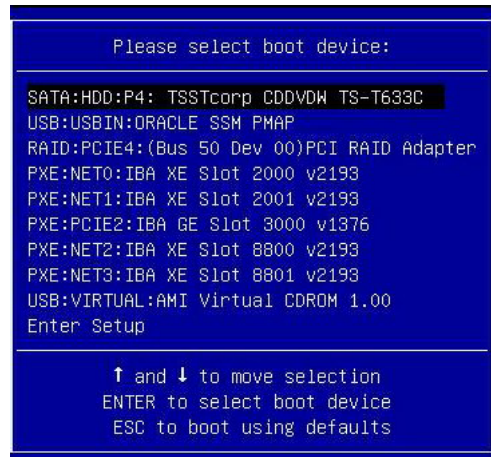 Please select boot device:
SATA:HDD:P4: TSSTcorp CDDVDW TS-T633C
USB:USBIN:ORACLE SSM PMAP
RAID:PCIE4:(Bus 50 Dev 00)PCI RAID Adapter
PXE:NET0:IBA XE Slot 2000 v2193
PXE:NET1:IBA XE Slot 2001 v2193
PXE:PCIE2:IBA GE Slot 3000 v1376
PXE:NET2:IBA XE Slot 8800 v2193
PXE:NET3:IBA XE Slot 8801 v2193
USB:VIRTUAL:AMI Virtual CDROM 1.00
Enter Setup
↑ and ↓ to move selection
ENTER to select boot device
ESC to boot using defaults